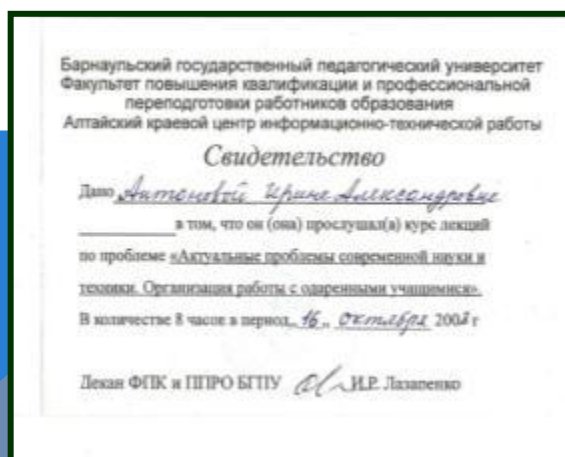 Барнаульский государственный педагогический университет
Факультет повышения квалификации и профессиональной
переподготовки работников образования
Алтайский краевой центр информационно-технической работы
Свидетельство
Дано Антоновой Ирине Александровне
в том, что он (она) прослушал(а) курс лекций
по проблеме «Актуальные проблемы современной науки и
техники. Организация работы с одаренными учащимися».
В количестве 8 часов в период „ 16 „ октября 200 г
Декан ФПК и ППРО БГПУ И.Р. Лазаренко